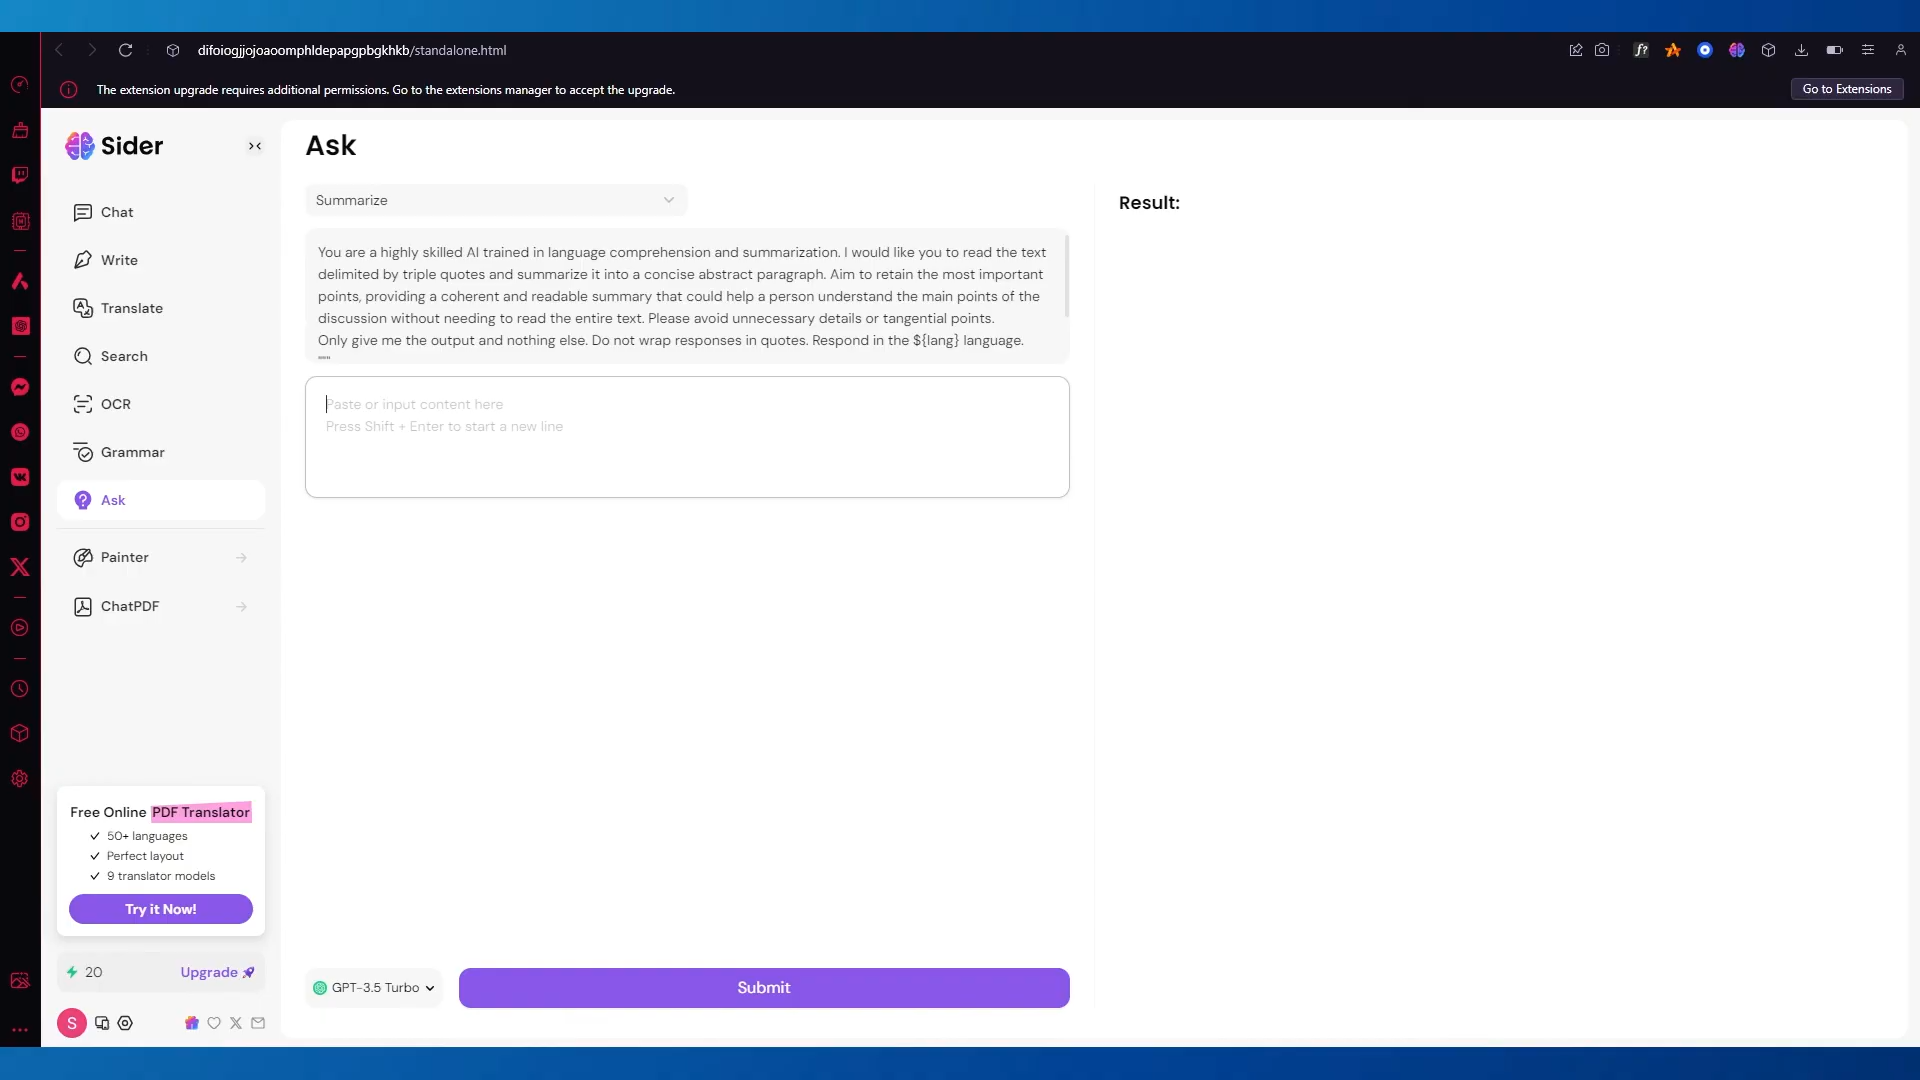 difoiogjjojoaoomphldepapgpbgkhkb/standalone.html
f?
The extension upgrade requires additional permissions. Go to the extensions manager to accept the upgrade.
Go to Extensions
Sider
Chat
Write
Translate
Search
OCR
Grammar
Ask
Painter
ChatPDF
Free Online PDF Translator
50+ languages
Perfect layout
9 translator models
Try it Now!
20
Upgrade
S
Ask
Summarize
You are a highly skilled AI trained in language comprehension and summarization. I would like you to read the text
delimited by triple quotes and summarize it into a concise abstract paragraph. Aim to retain the most important
points, providing a coherent and readable summary that could help a person understand the main points of the
discussion without needing to read the entire text. Please avoid unnecessary details or tangential points.
Only give me the output and nothing else. Do not wrap responses in quotes. Respond in the ${lang} language.
"""
Paste or input content here
Press Shift + Enter to start a new line
GPT-3.5 Turbo
Submit
Result: